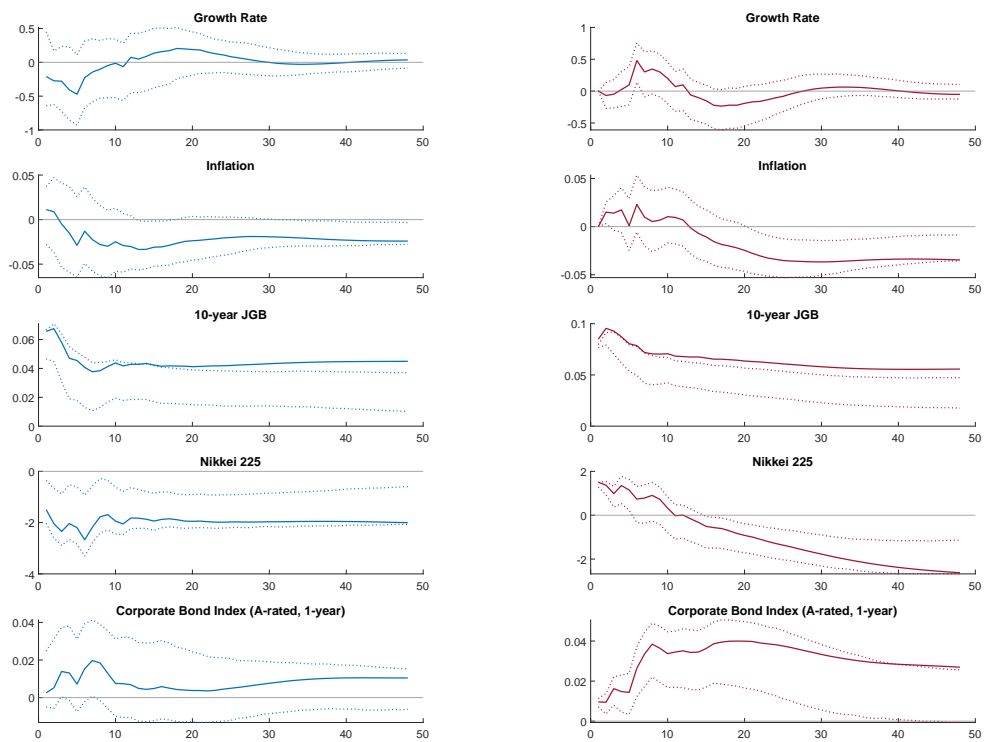 Growth Rate
0.5
0
-0.5
-1
0 10 20 30 40 50
Growth Rate
1
0.5
0
-0.5
0 10 20 30 40 50
Inflation
0.05
0
-0.05
0 10 20 30 40 50
Inflation
0.05
0
-0.05
0 10 20 30 40 50
10-year JGB
0.06
0.04
0.02
0
0 10 20 30 40 50
10-year JGB
0.1
0.05
0
0 10 20 30 40 50
Nikkei 225
0
-2
-4
0 10 20 30 40 50
Nikkei 225
2
0
-2
0 10 20 30 40 50
Corporate Bond Index (A-rated, 1-year)
0.04
0.02
0
0 10 20 30 40 50
Corporate Bond Index (A-rated, 1-year)
0.04
0.02
0
0 10 20 30 40 50